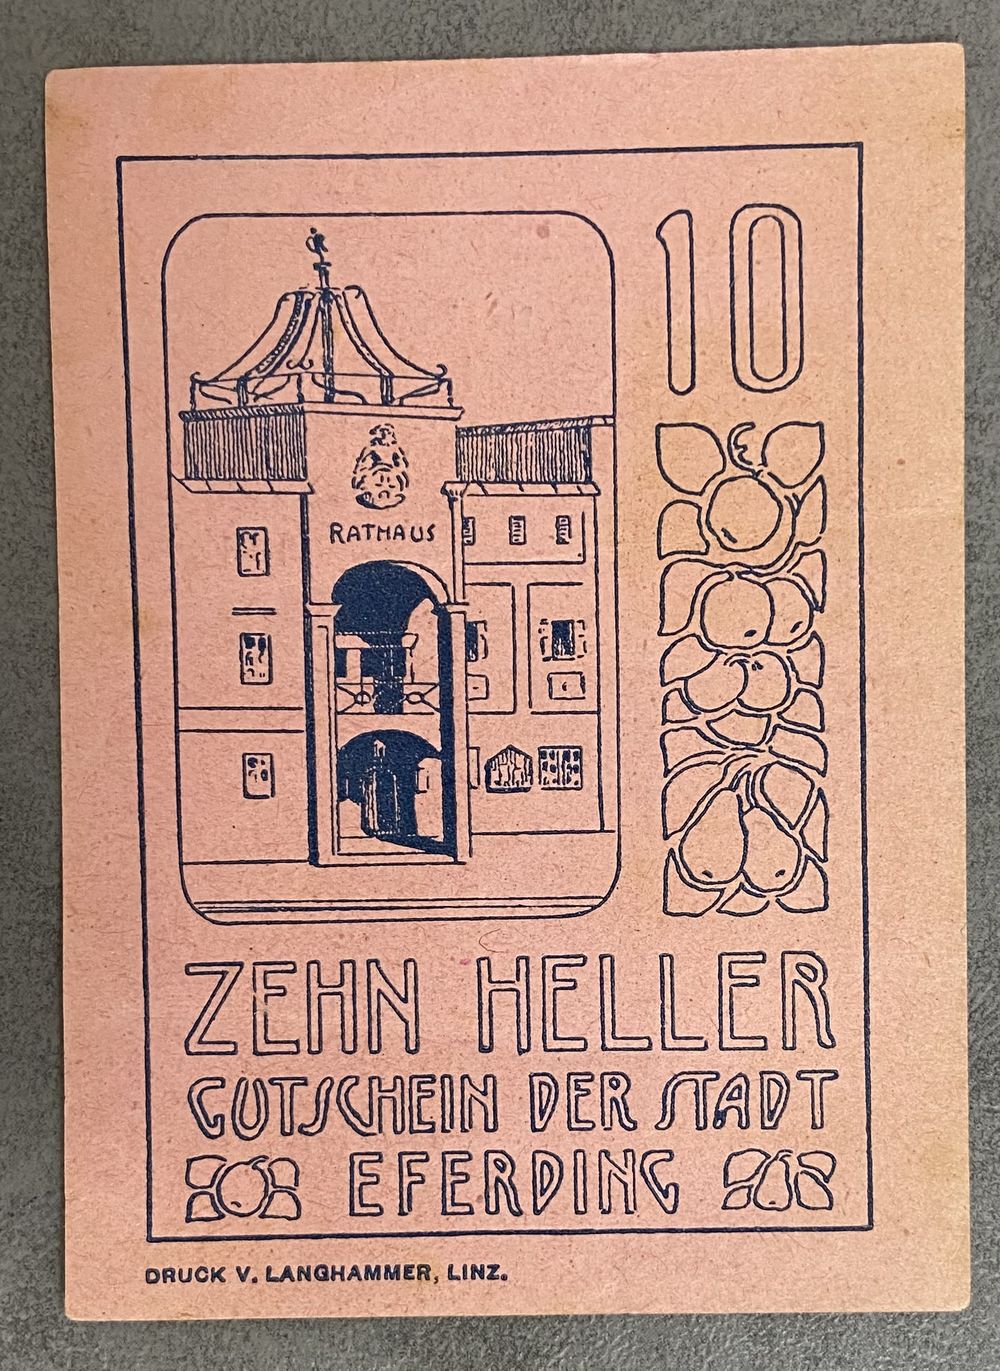 10
RATHAUS
ZEHN HELLER
GUTSCHEIN DER STADT
EFERDING
DRUCK V. LANGHAMMER, LINZ.